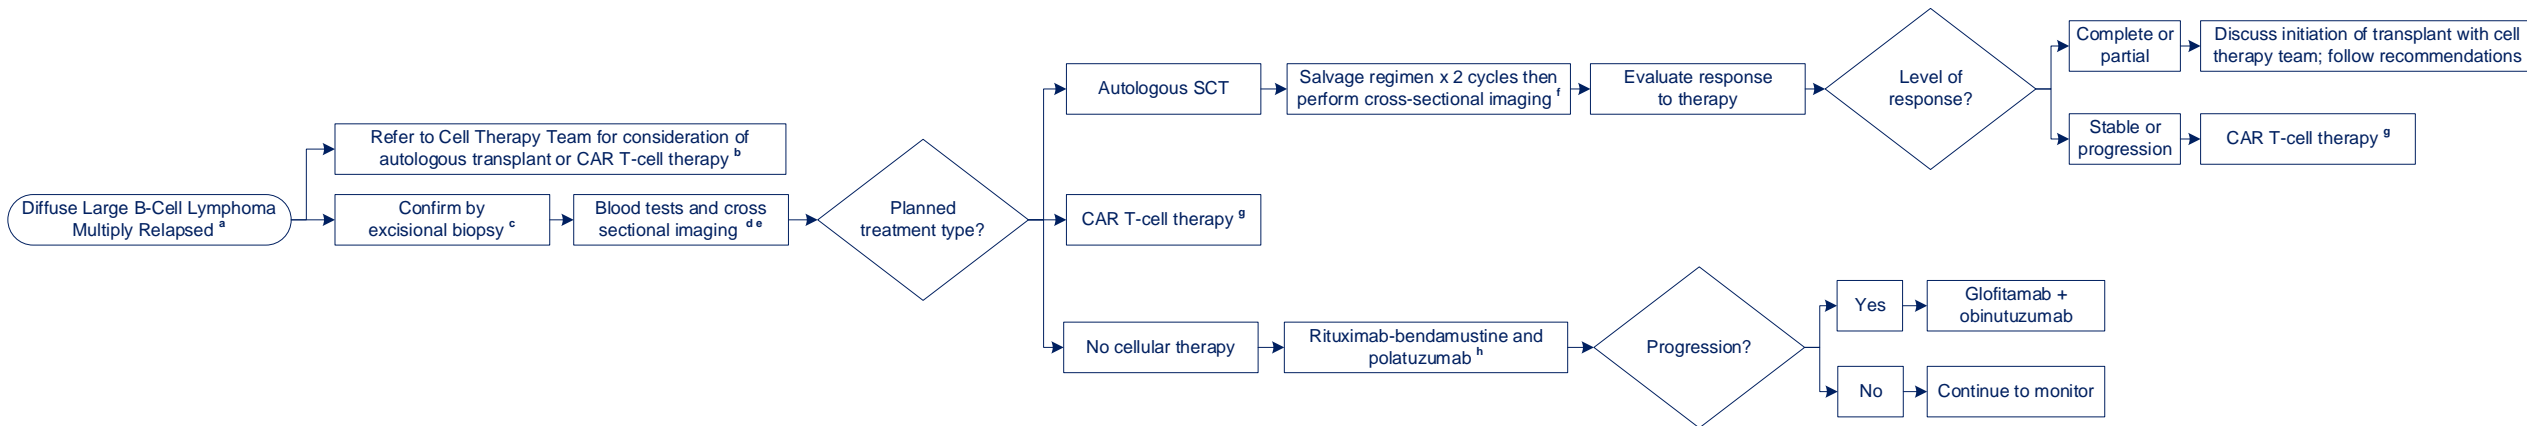 Diffuse Large B-Cell Lymphoma
Multiply Relapsed a
Refer to Cell Therapy Team for consideration of
autologous transplant or CAR T-cell therapy b
Confirm by
excisional biopsy c
Blood tests and cross
sectional imaging d e
Planned
treatment type?
Autologous SCT
Salvage regimen x 2 cycles then
perform cross-sectional imaging f
Evaluate response
to therapy
Level of
response?
Complete or
partial
Discuss initiation of transplant with cell
therapy team; follow recommendations
Stable or
progression
CAR T-cell therapy g
CAR T-cell therapy g
No cellular therapy
Rituximab-bendamustine and
polatuzumab h
Progression?
Yes
Glofitamab +
obinutuzumab
No
Continue to monitor